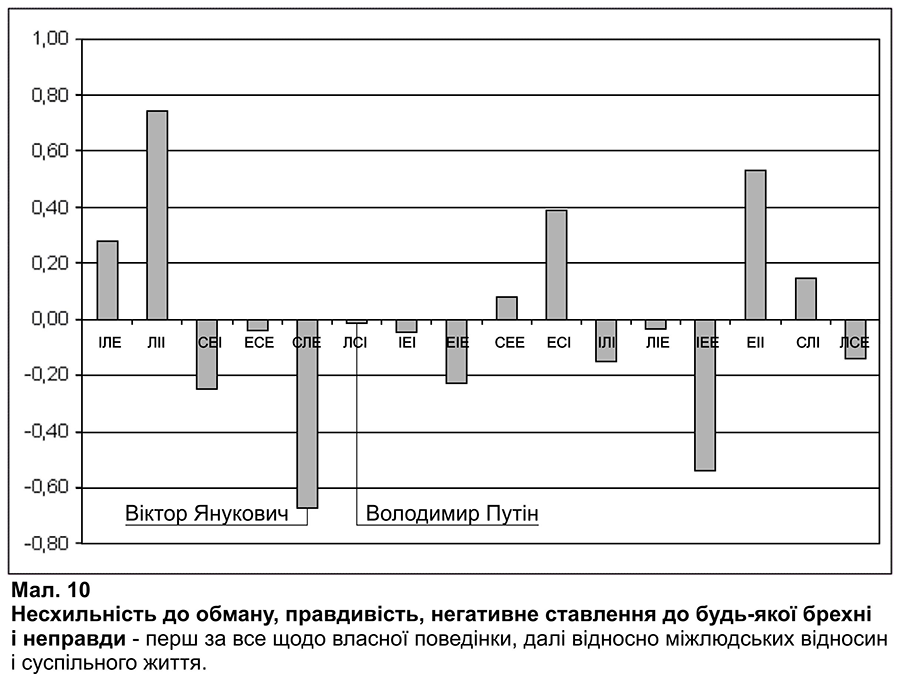 1,00
0,80
0,60
0,40
0,20
0,00
ІЛЕ ЛІІ СЕІ ЕСЕ СЛЕ ЛСІ ІЕІ ЕІЕ СЕЕ ЕСІ ІЛІ ЛІЕ ІЕЕ ЕІІ СЛІ ЛСЕ
-0,20
-0,40
-0,60
Віктор Янукович Володимир Путін
-0,80
Мал. 10
Несхильність до обману, правдивість, негативне ставлення до будь-якої брехні
і неправди - перш за все щодо власної поведінки, далі відносно міжлюдських відносин
і суспільного життя.